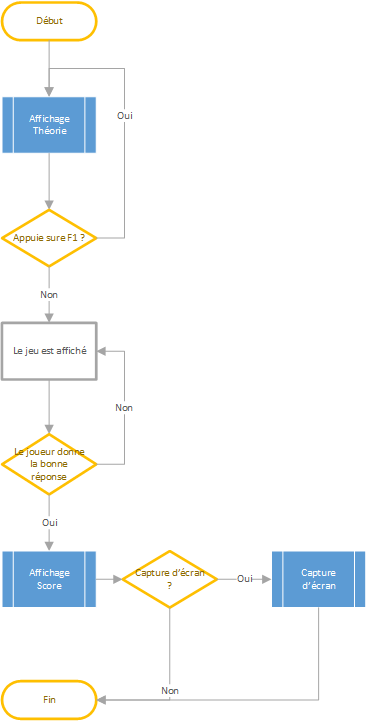 Début
Oui
Affichage
Théorie
Appuie sure F1 ?
Non
Le jeu est affiché
Non
Le joueur donne
la bonne
réponse
Oui
Affichage
Score
Capture d'écran
?
Oui
Capture
d'écran
Non
Fin